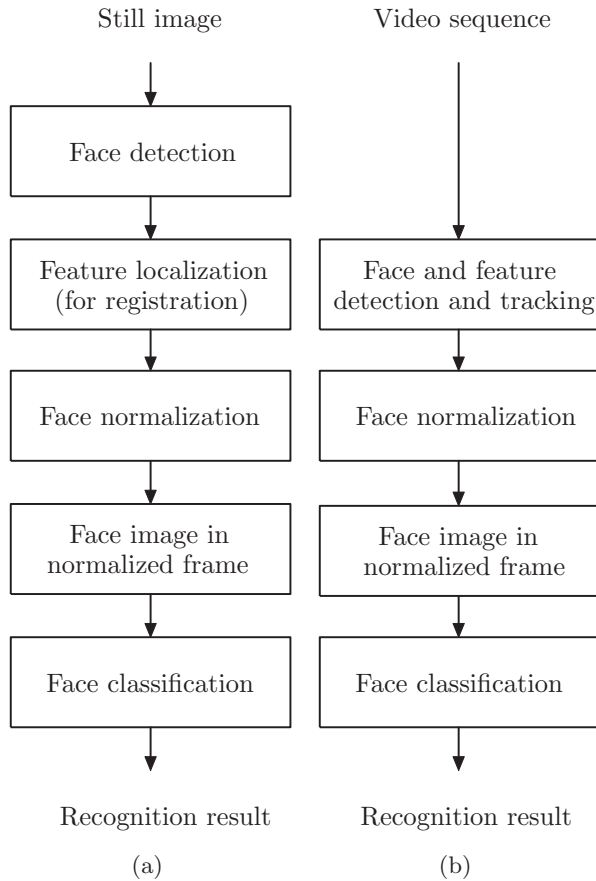 Still image
Face detection
Feature localization
(for registration)
Face normalization
Face image in
normalized frame
Face classification
Recognition result
(a)
Video sequence
Face and feature
detection and tracking
Face normalization
Face image in
normalized frame
Face classification
Recognition result
(b)